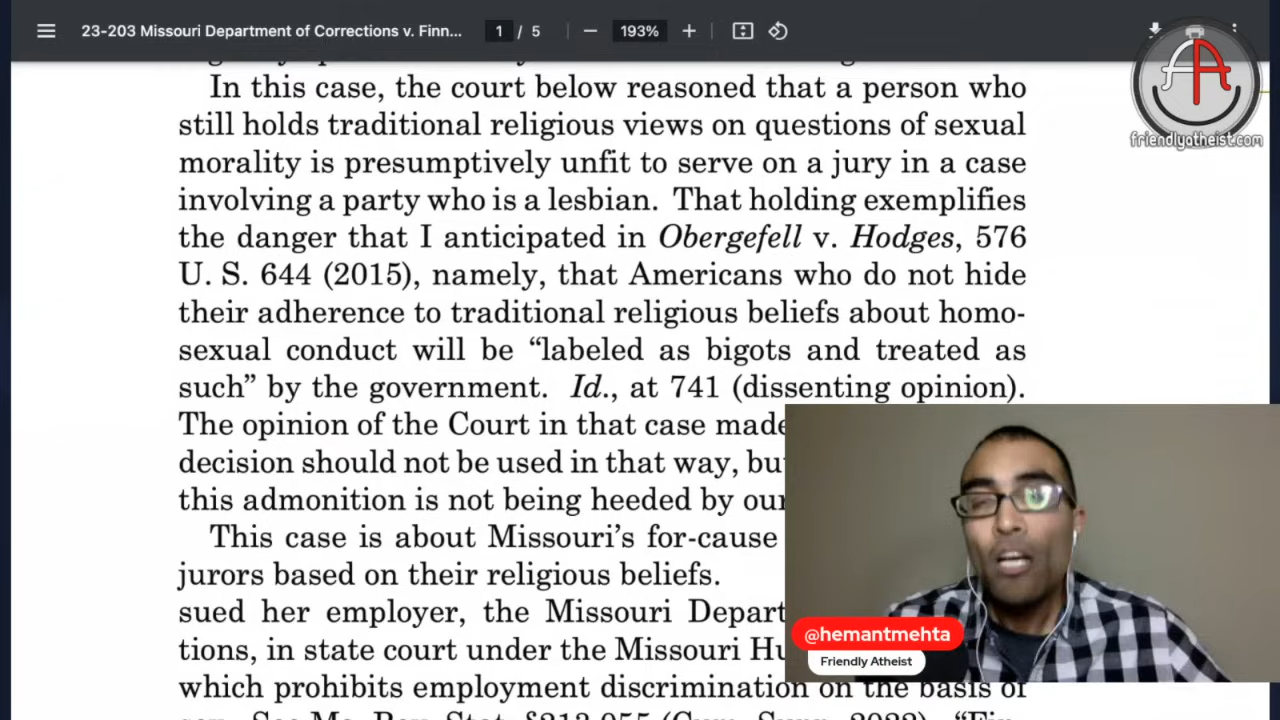 23-203 Missouri Department of Corrections v. Finn...
1 / 5
193%
friendlyatheist.com
In this case, the court below reasoned that a person who
still holds traditional religious views on questions of sexual
morality is presumptively unfit to serve on a jury in a case
involving a party who is a lesbian. That holding exemplifies
the danger that I anticipated in Obergefell v. Hodges, 576
U. S. 644 (2015), namely, that Americans who do not hide
their adherence to traditional religious beliefs about homo-
sexual conduct will be “labeled as bigots and treated as
such” by the government. Id., at 741 (dissenting opinion).
The opinion of the Court in that case made
decision should not be used in that way, but
this admonition is not being heeded by our
This case is about Missouri’s for-cause
jurors based on their religious beliefs.
sued her employer, the Missouri Depart
tions, in state court under the Missouri Hu
which prohibits employment discrimination on the basis of
@hemantmehta
Friendly Atheist